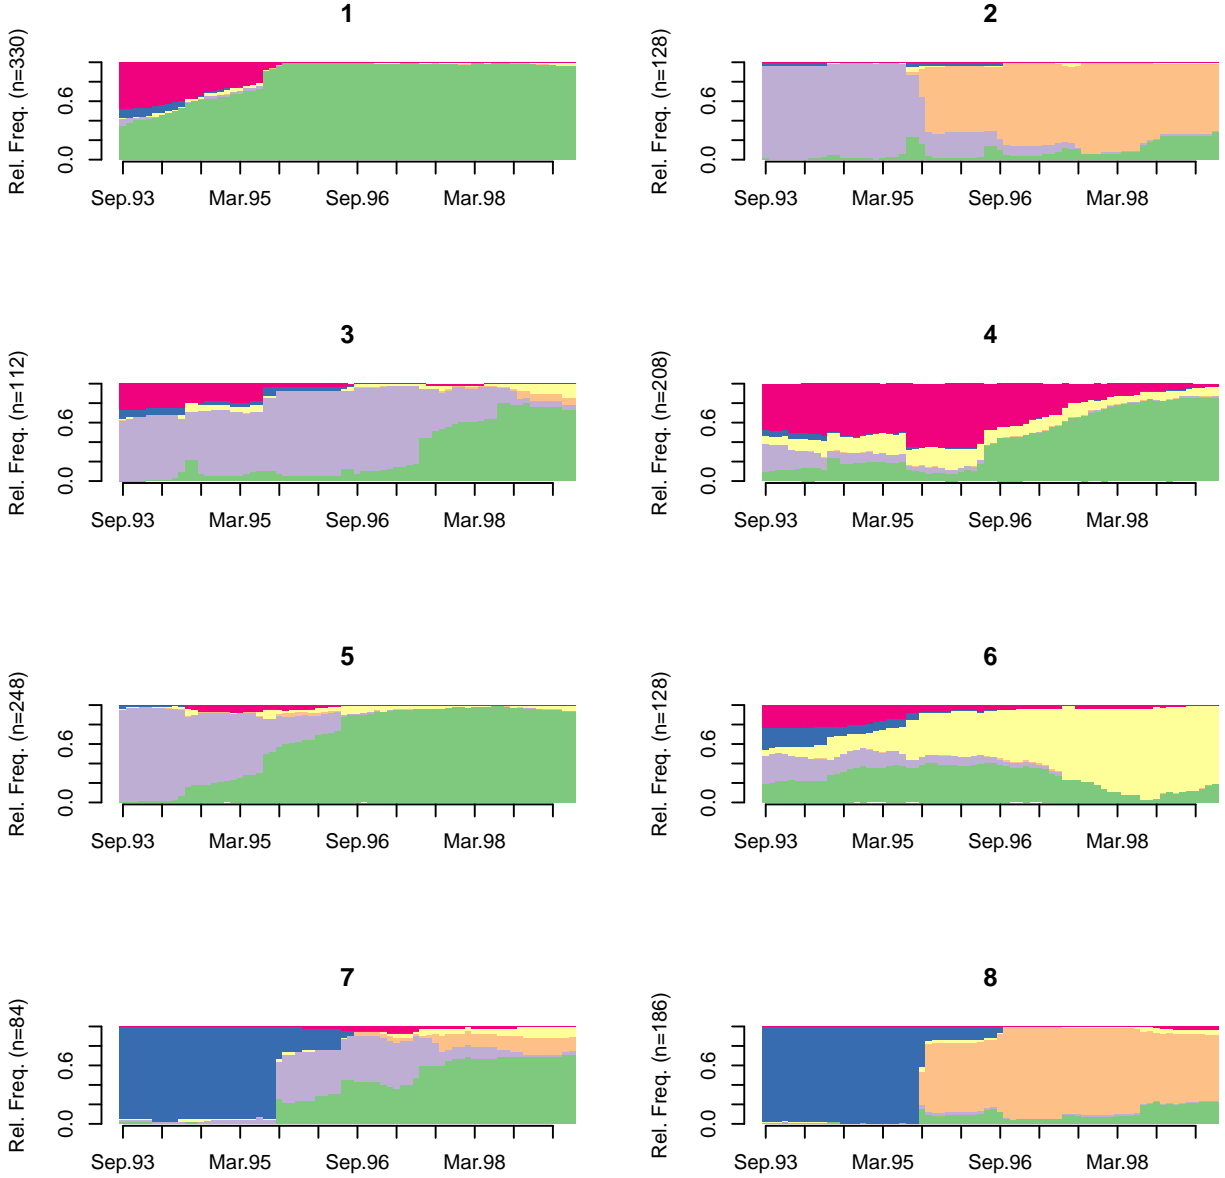 1
Rel. Freq. (n=330)
0.0 0.6
Sep.93 Mar.95 Sep.96 Mar.98
2
Rel. Freq. (n=128)
0.0 0.6
Sep.93 Mar.95 Sep.96 Mar.98
3
Rel. Freq. (n=112)
0.0 0.6
Sep.93 Mar.95 Sep.96 Mar.98
4
Rel. Freq. (n=208)
0.0 0.6
Sep.93 Mar.95 Sep.96 Mar.98
5
Rel. Freq. (n=248)
0.0 0.6
Sep.93 Mar.95 Sep.96 Mar.98
6
Rel. Freq. (n=128)
0.0 0.6
Sep.93 Mar.95 Sep.96 Mar.98
7
Rel. Freq. (n=84)
0.0 0.6
Sep.93 Mar.95 Sep.96 Mar.98
8
Rel. Freq. (n=186)
0.0 0.6
Sep.93 Mar.95 Sep.96 Mar.98